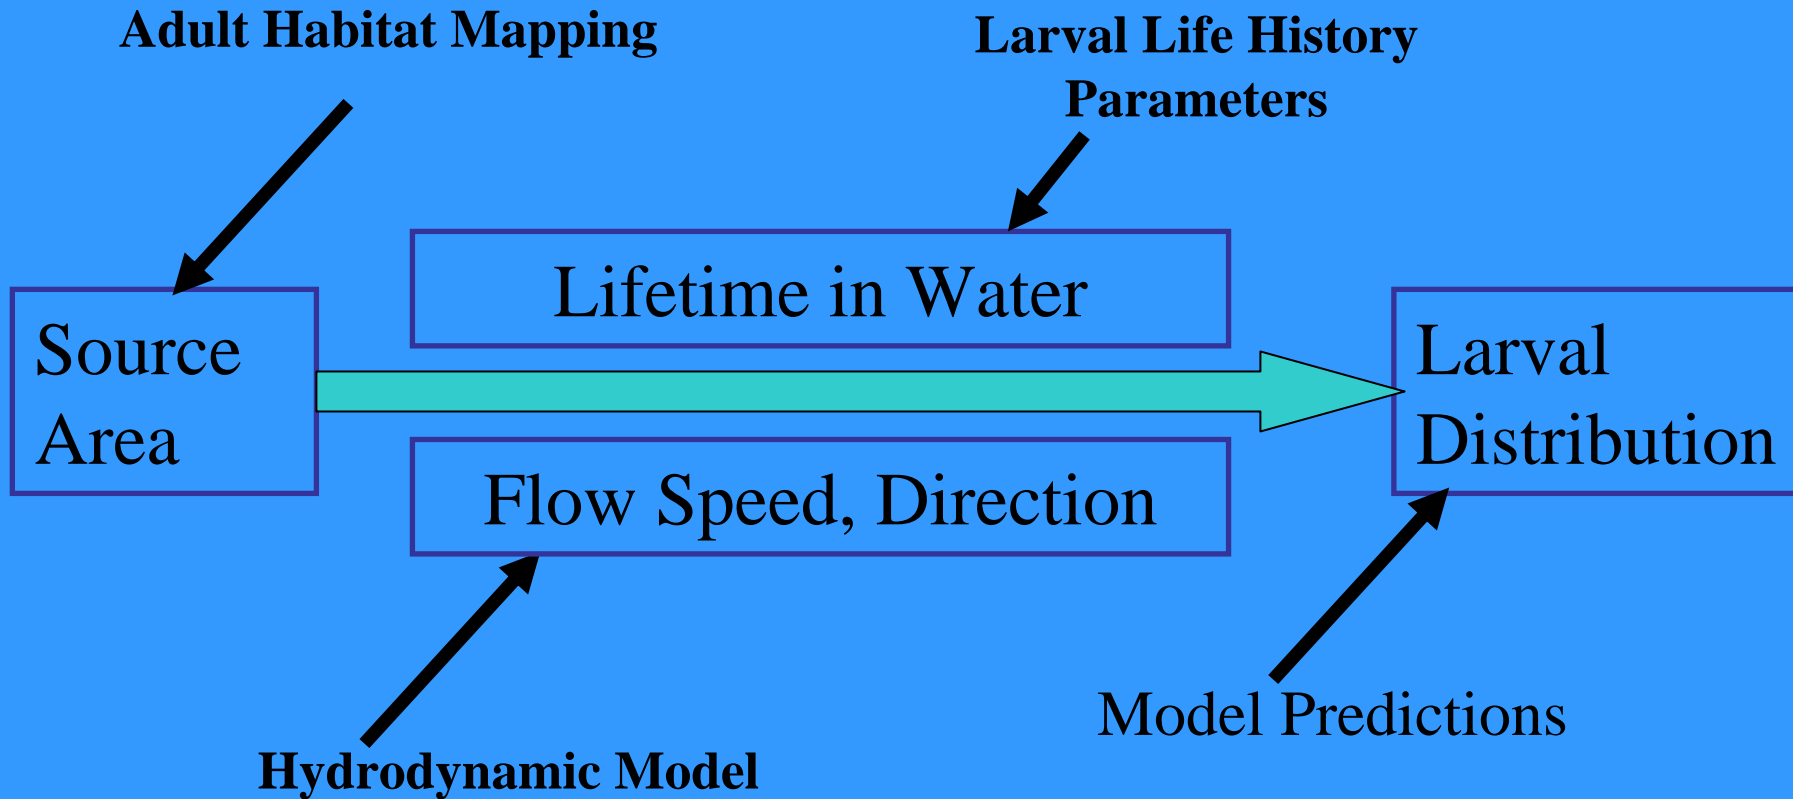 Adult Habitat Mapping
Larval Life History
Parameters
Lifetime in Water
Source
Area
Larval
Distribution
Flow Speed, Direction
Model Predictions
Hydrodynamic Model